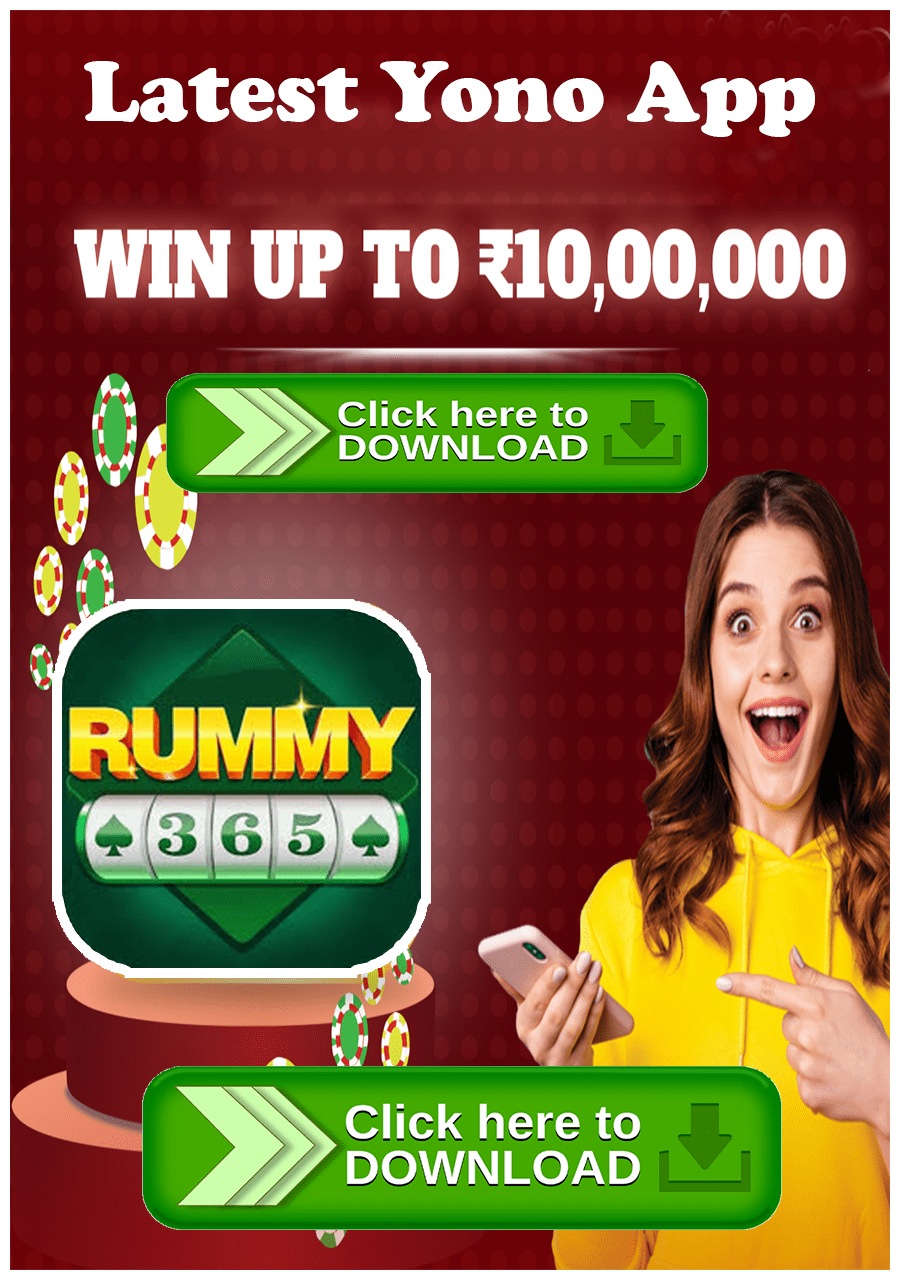 Latest Yono App
WIN UP TO ₹10,00,000
Click here to
DOWNLOAD
RUMMY
365
Click here to
DOWNLOAD